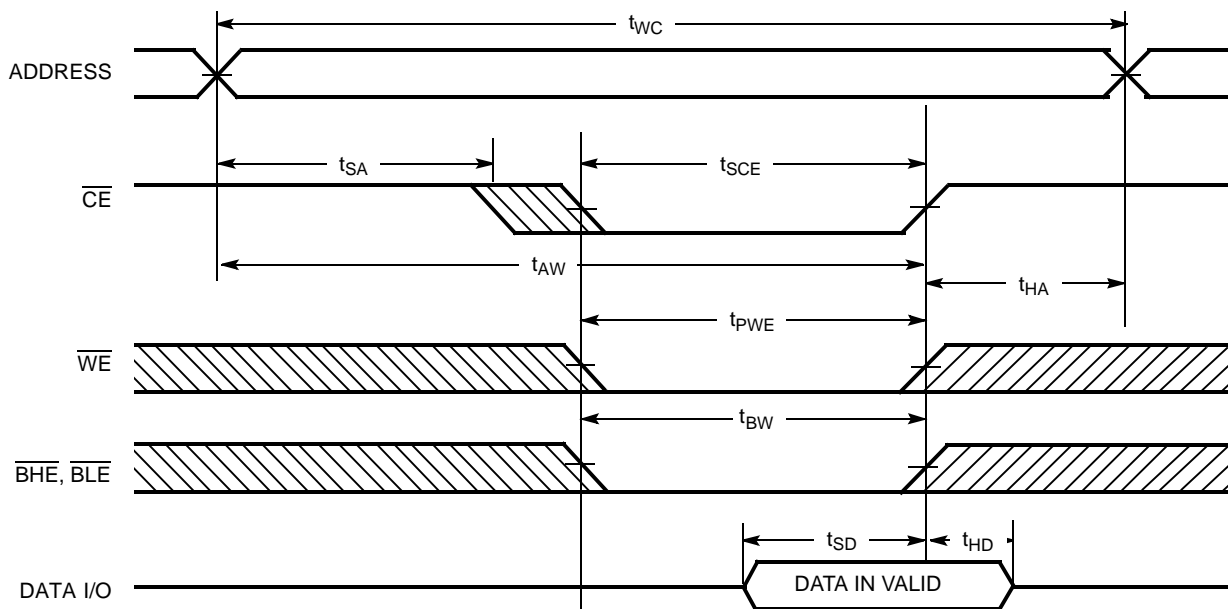 tWC
ADDRESS
tSA
tSCE
CE
tAW
tHA
tPWE
WE
tBW
BHE, BLE
tSD
tHD
DATA I/O
DATA IN VALID